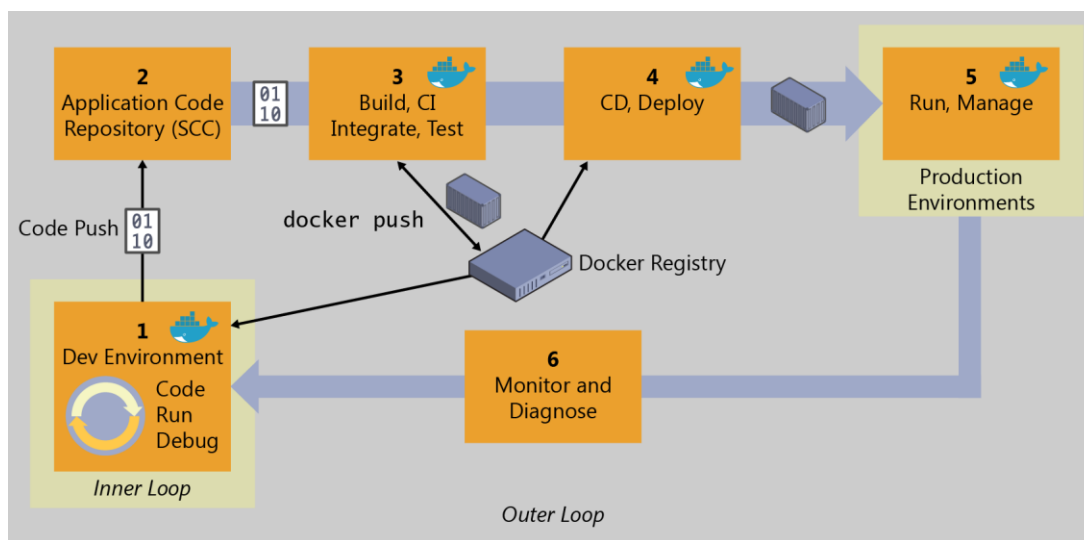 2
Application Code
Repository (SCC)
01
10
3
Build, CI
Integrate, Test
4
CD, Deploy
5
Run, Manage
Production
Environments
Code Push
01
10
docker push
Docker Registry
1
Dev Environment
Code
Run
Debug
Inner Loop
6
Monitor and
Diagnose
Outer Loop